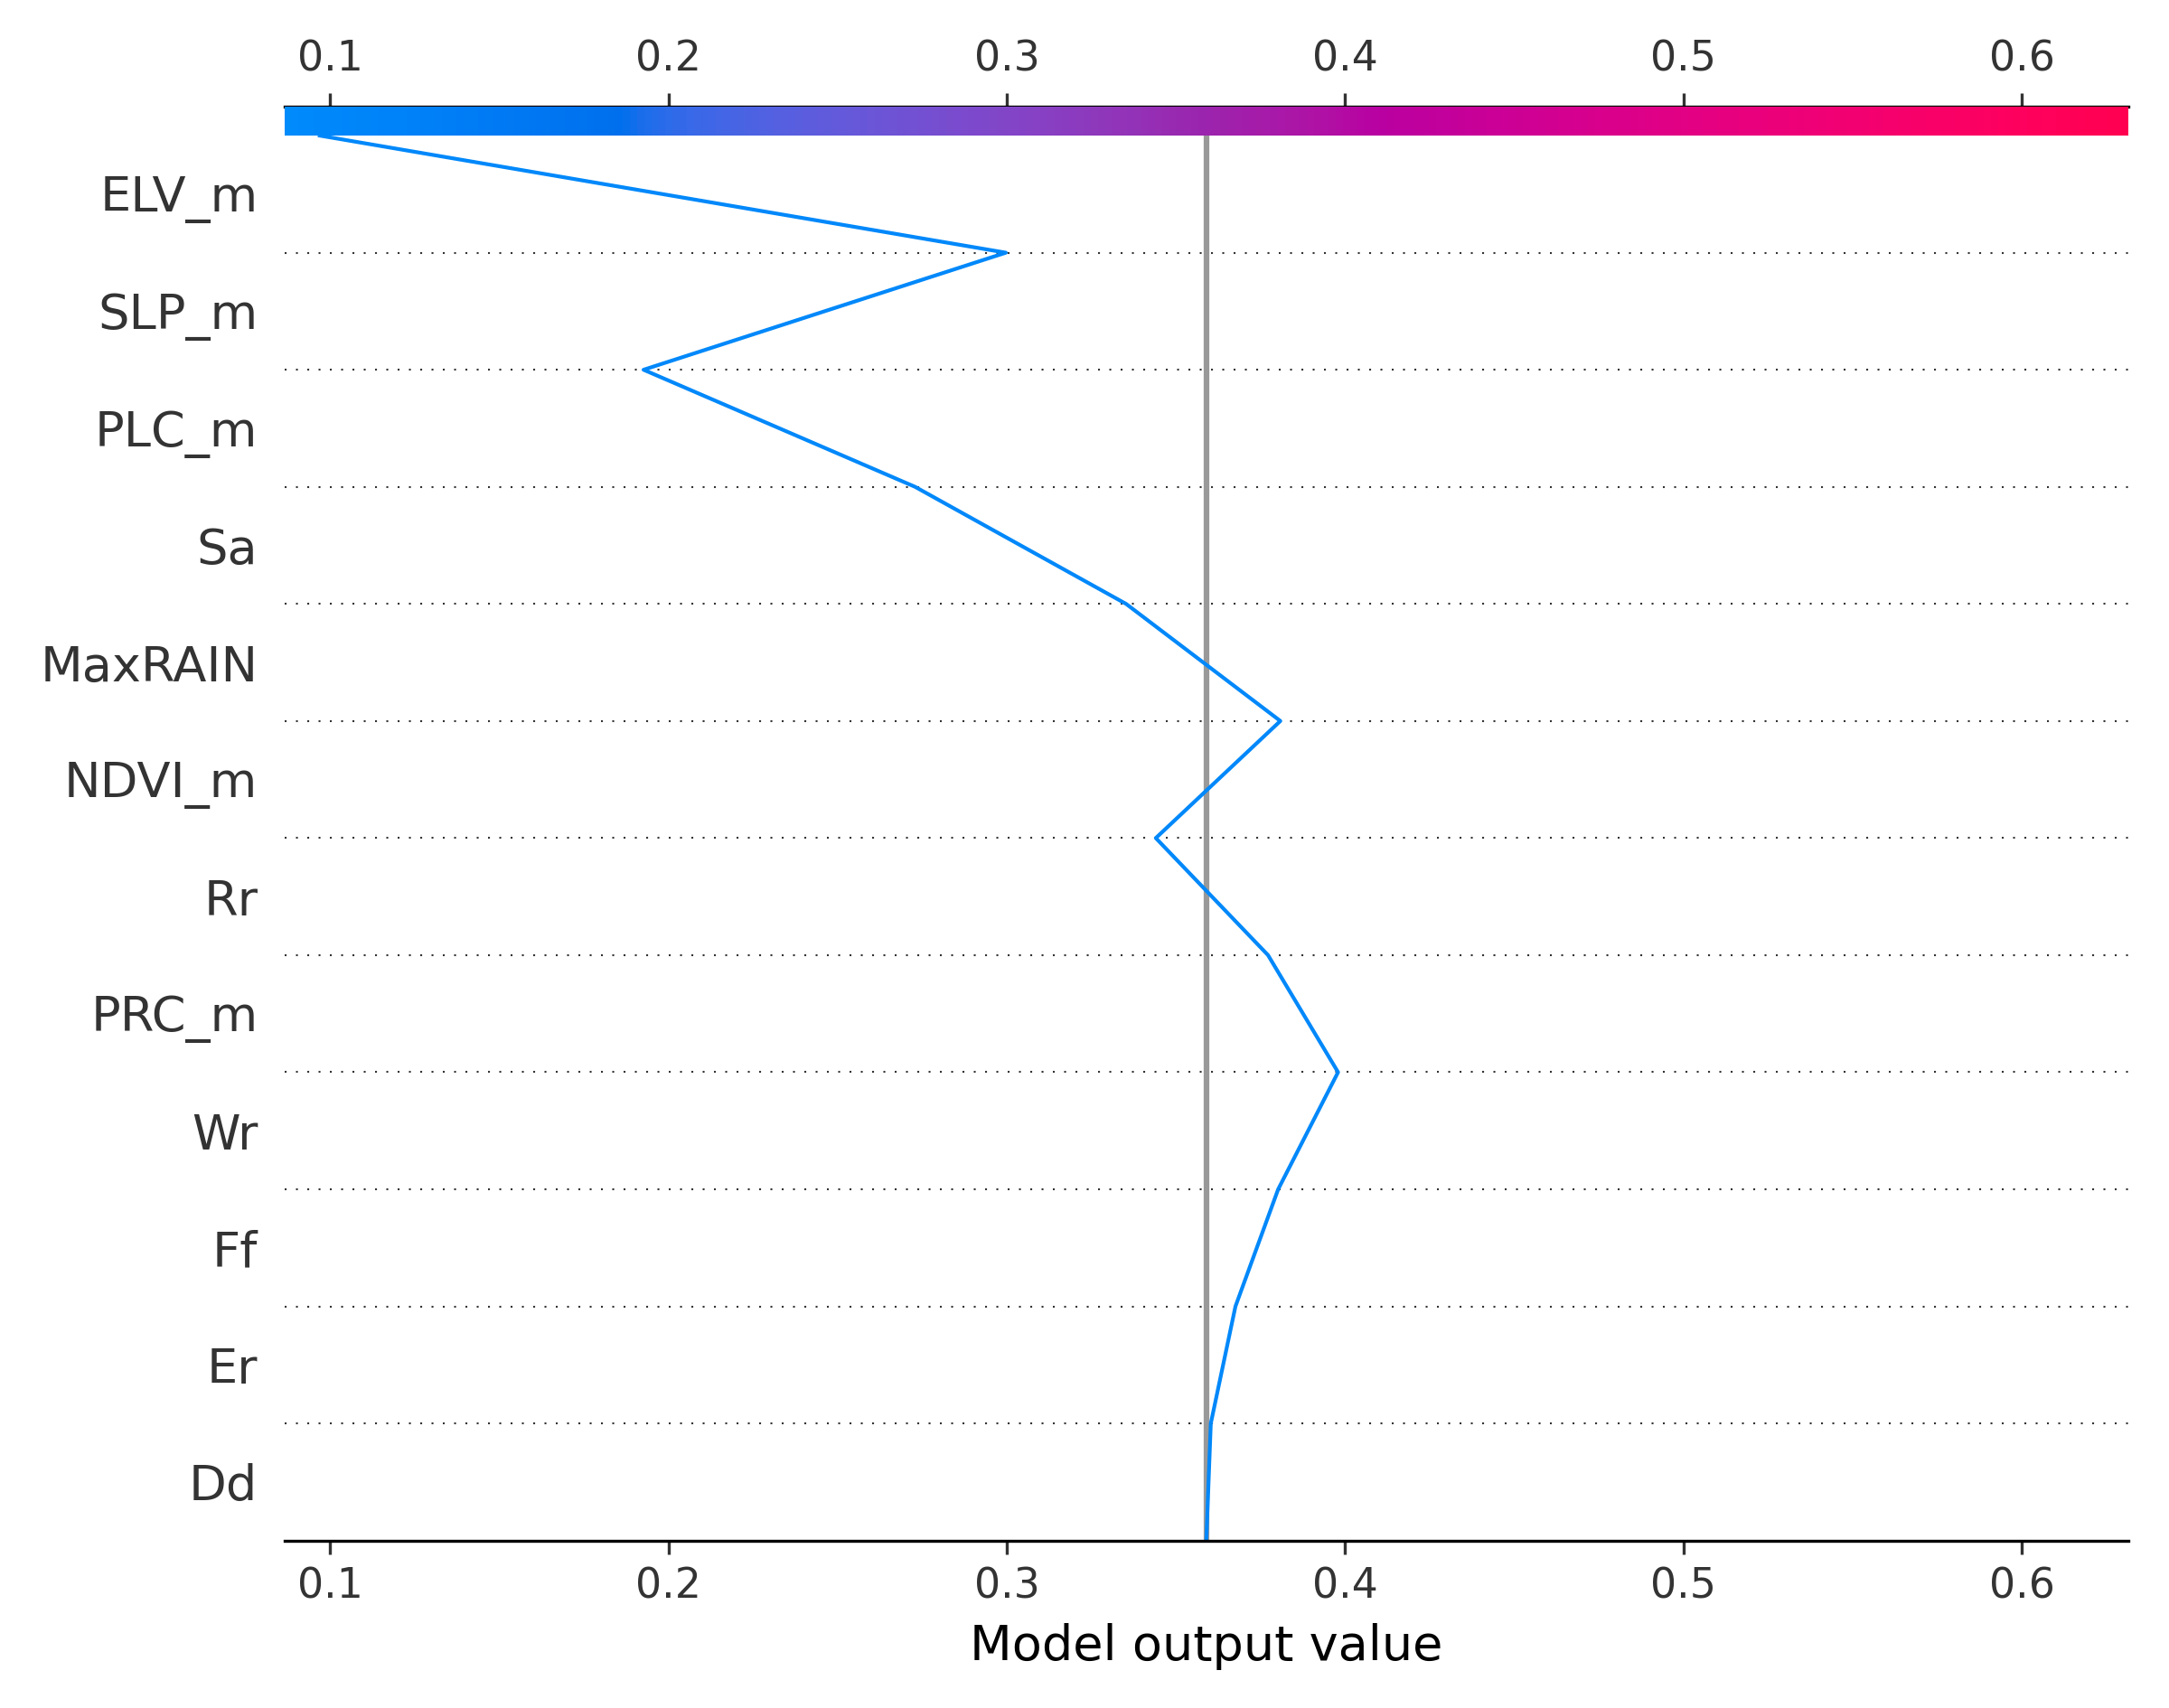 0.1 0.2 0.3 0.4 0.5 0.6
ELV_m
SLP_m
PLC_m
Sa
MaxRAIN
NDVI_m
Rr
PRC_m
Wr
Ff
Er
Dd
0.1 0.2 0.3 0.4 0.5 0.6
Model output value